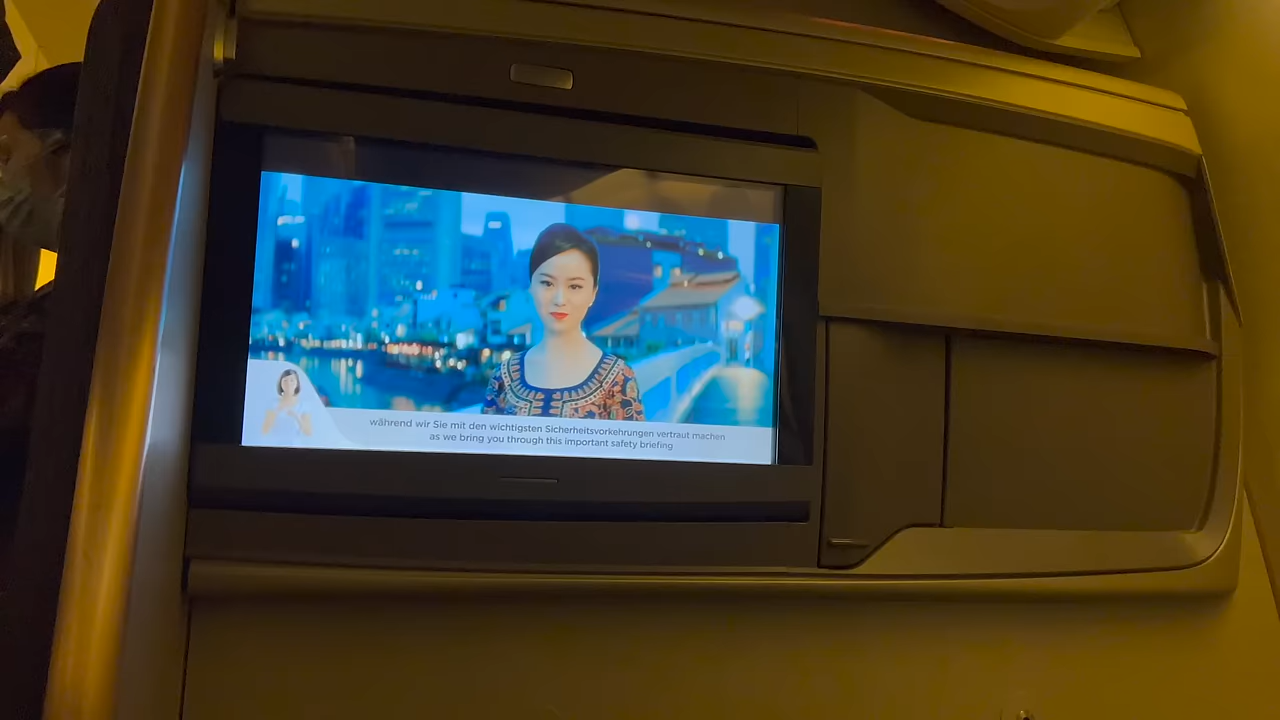 während wir Sie mit den wichtigsten Sicherheitsvorkehrungen vertraut machen
as we bring you through this important safety briefing